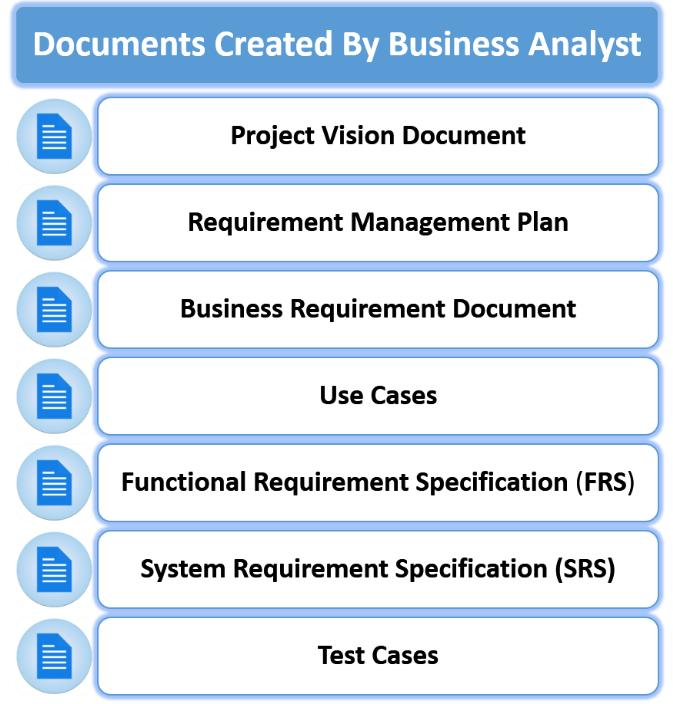 Documents Created By Business Analyst
Project Vision Document
Requirement Management Plan
Business Requirement Document
Use Cases
Functional Requirement Specification (FRS)
System Requirement Specification (SRS)
Test Cases